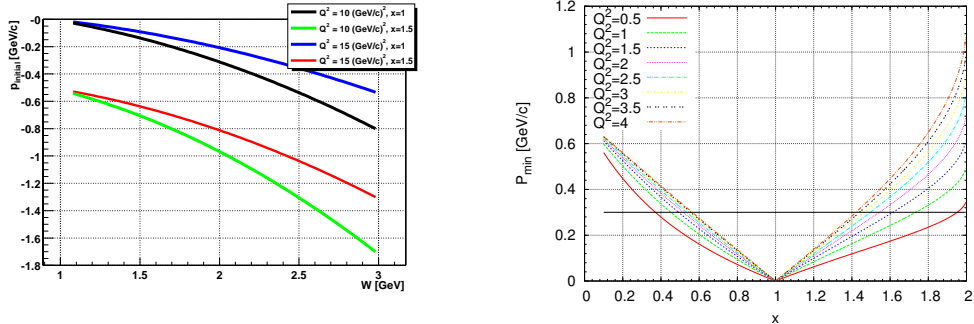 p_initial [GeV/c]
-0
-0.2
-0.4
-0.6
-0.8
-1
-1.2
-1.4
-1.6
-1.8
1
1.5
2
2.5
3
W [GeV]
Q² = 10 (GeV/c)², x=1
Q² = 10 (GeV/c)², x=1.5
Q² = 15 (GeV/c)², x=1
Q² = 15 (GeV/c)², x=1.5
P_min [GeV/c]
1.2
1
0.8
0.6
0.4
0.2
0
0 0.2 0.4 0.6 0.8 1 1.2 1.4 1.6 1.8 2
x
Q²=0.5
Q²=1
Q²=1.5
Q²=2
Q²=2.5
Q²=3
Q²=3.5
Q²=4